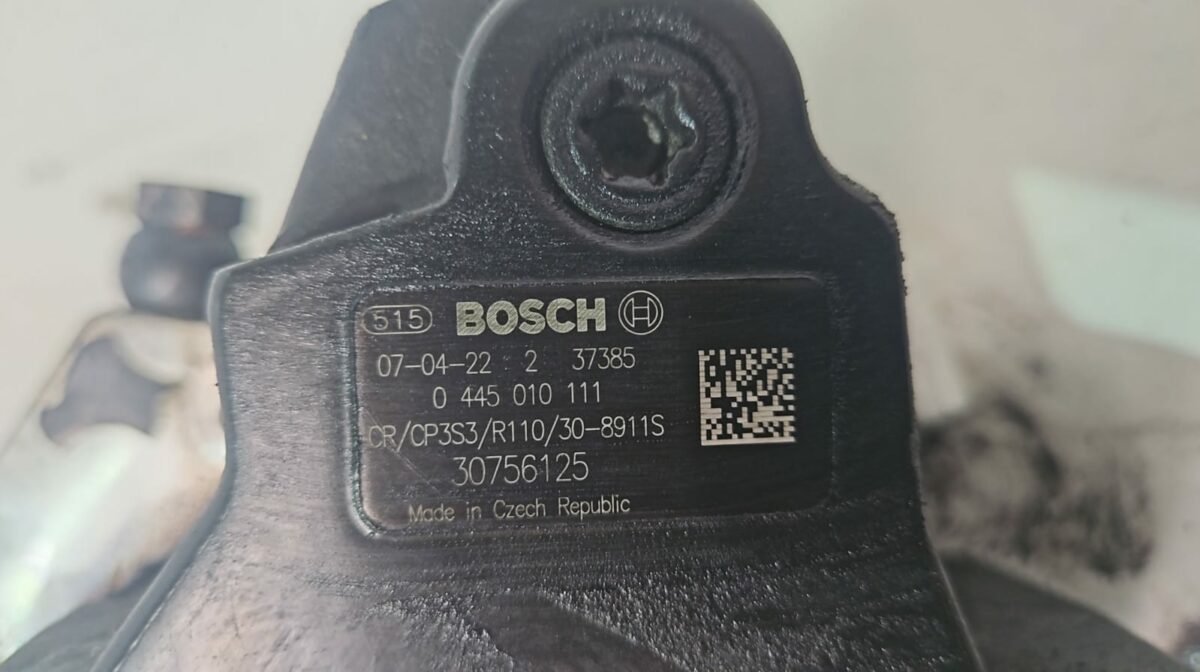 515 BOSCH
07-04-22 2 37385
0 445 010 111
CR/CP3S3/R110/30-8911S
30756125
Made in Czech Republic